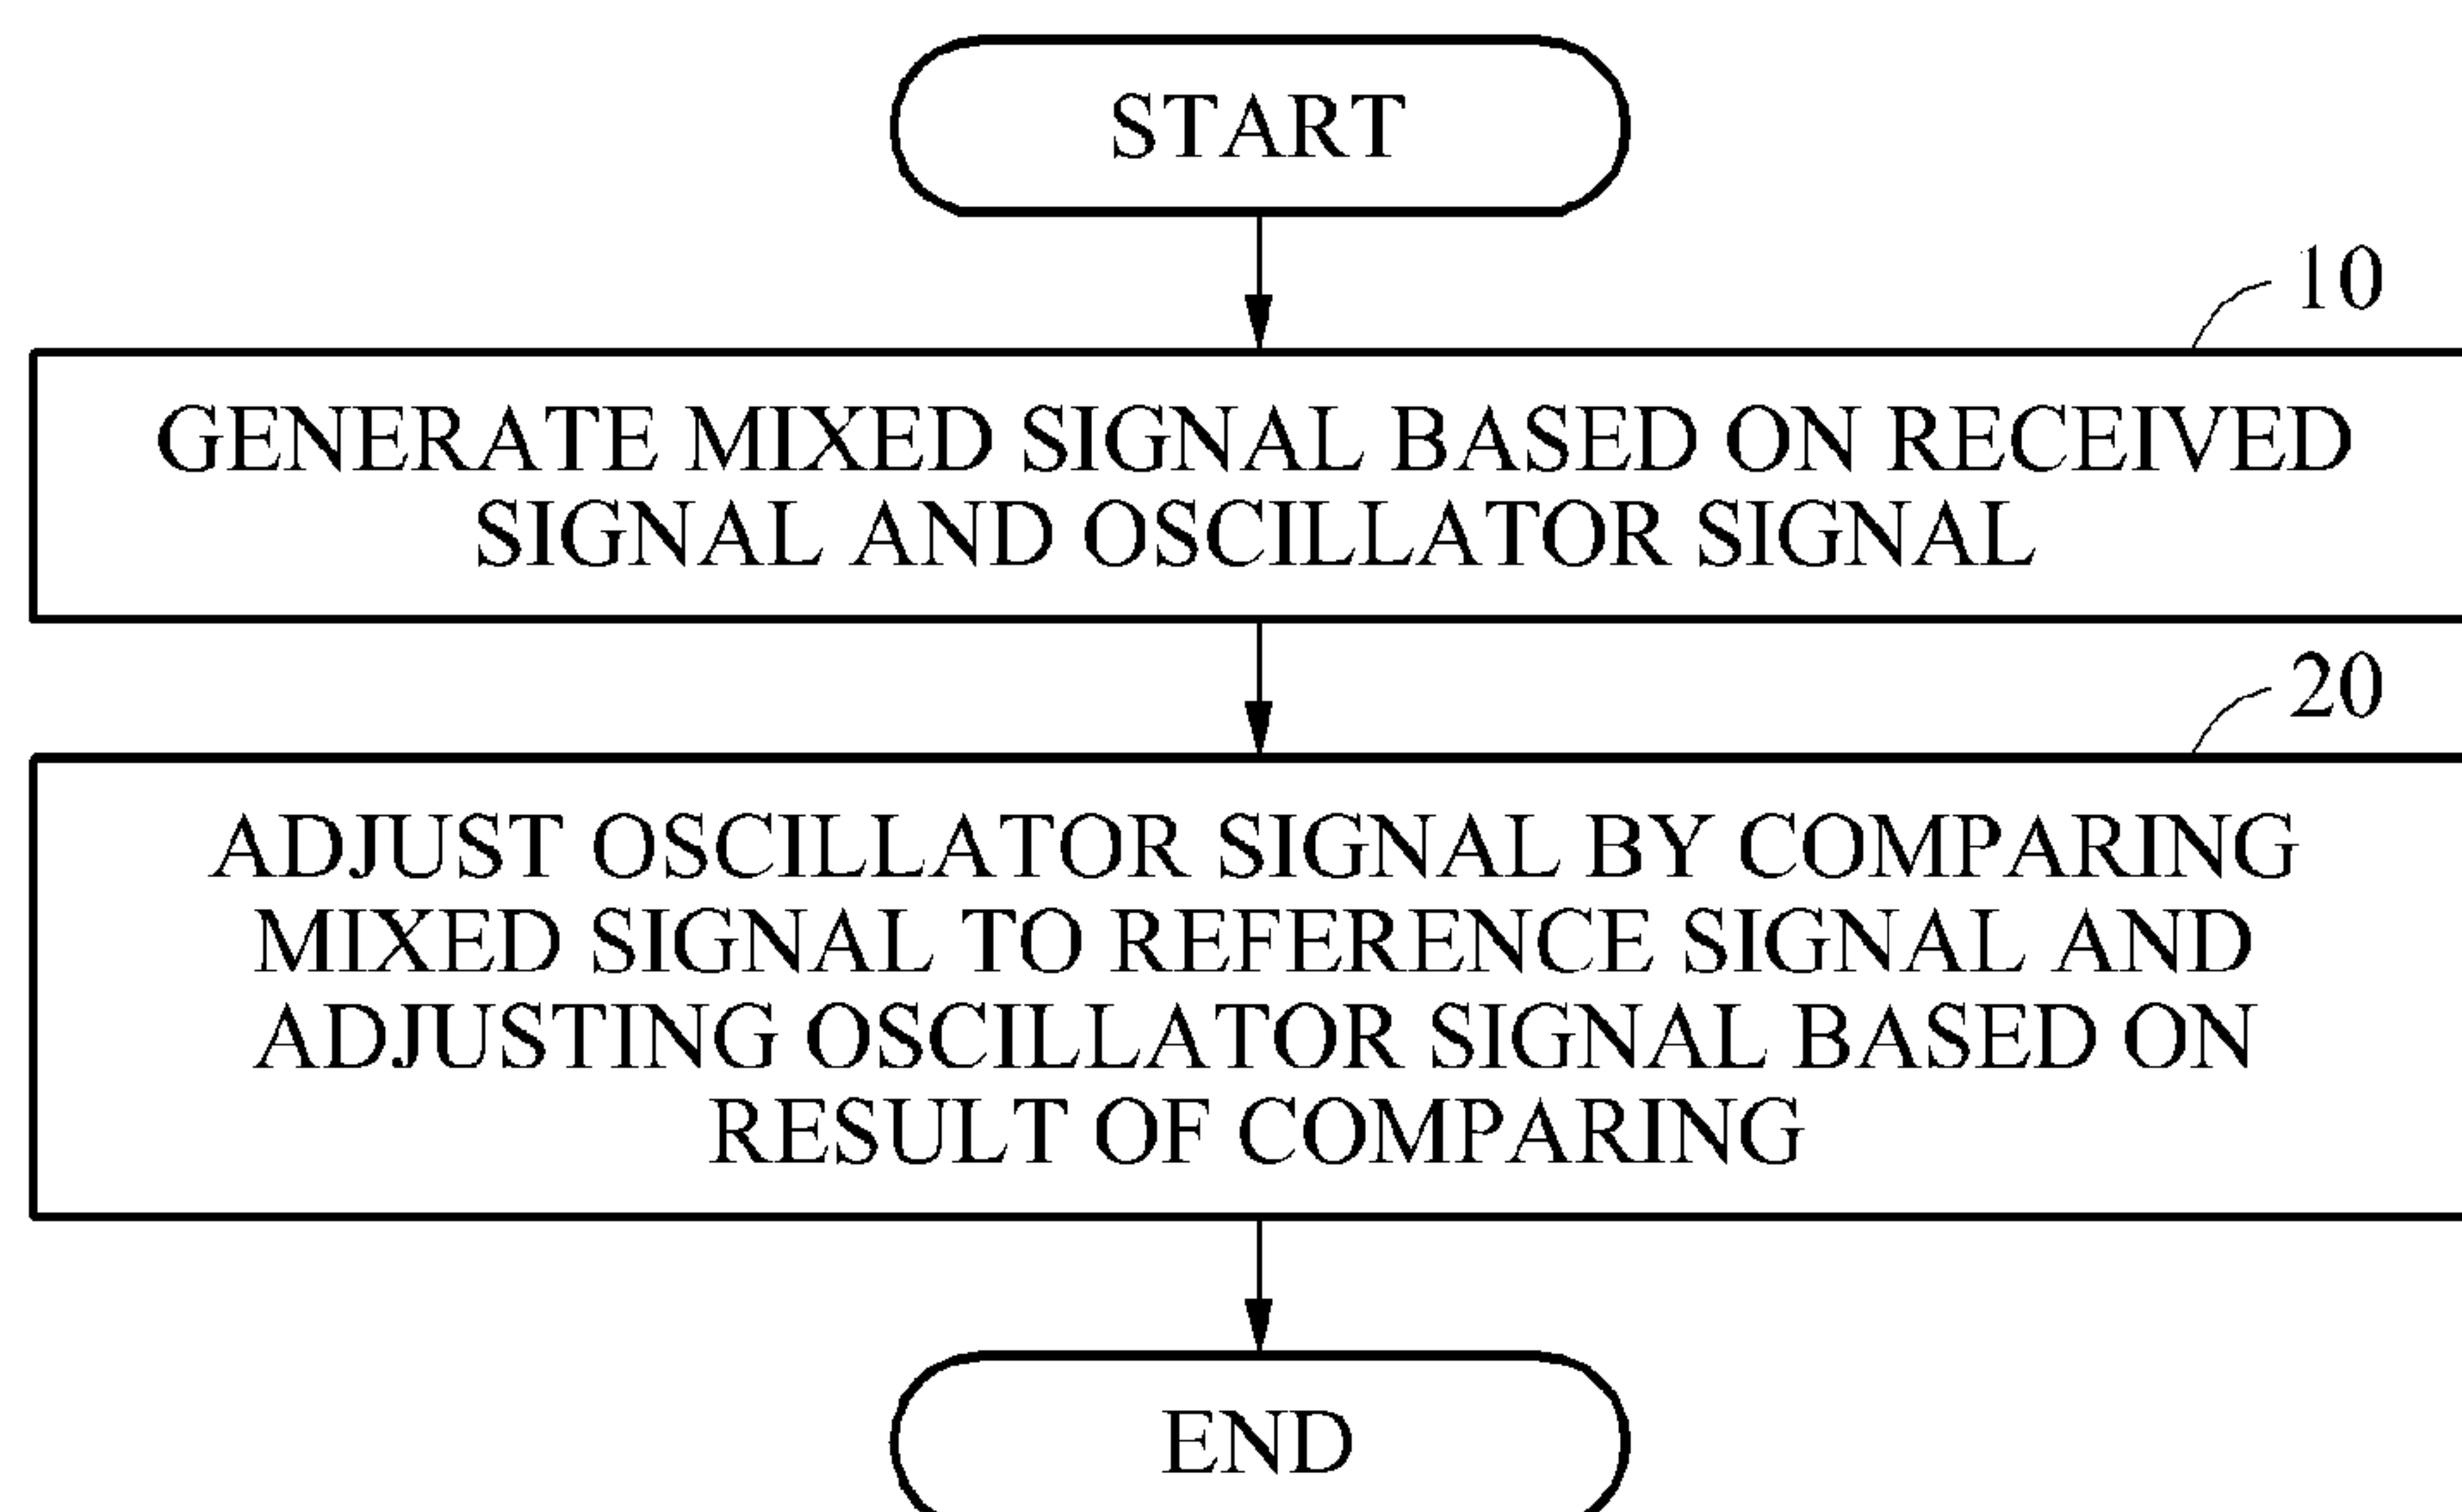 START
10
GENERATE MIXED SIGNAL BASED ON RECEIVED
SIGNAL AND OSCILLATOR SIGNAL
20
ADJUST OSCILLATOR SIGNAL BY COMPARING
MIXED SIGNAL TO REFERENCE SIGNAL AND
ADJUSTING OSCILLATOR SIGNAL BASED ON
RESULT OF COMPARING
END